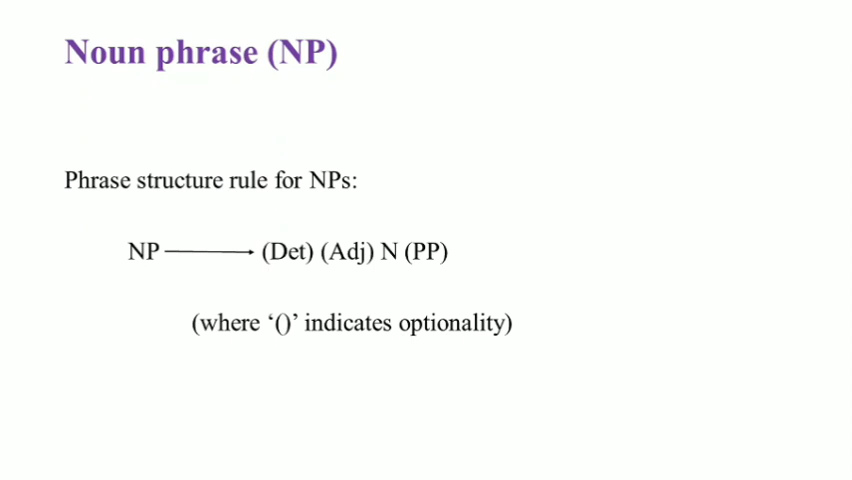 Noun phrase (NP)
Phrase structure rule for NPs:
NP ⟶ (Det) (Adj) N (PP)
(where ‘()’ indicates optionality)